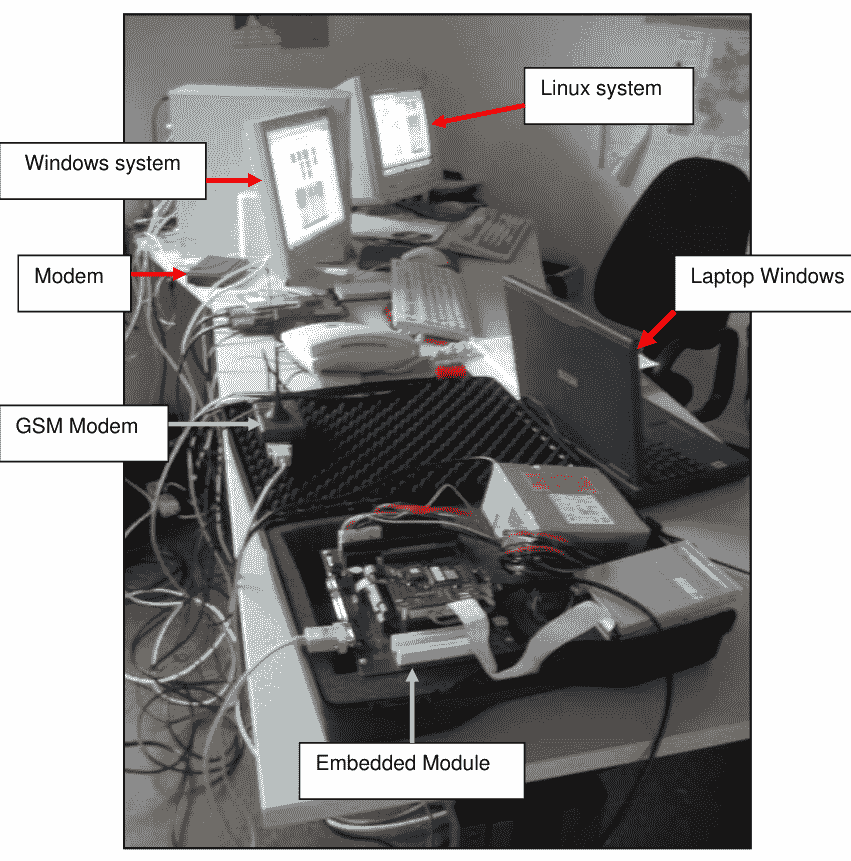 Linux system
Windows system
Modem
Laptop Windows
GSM Modem
Embedded Module